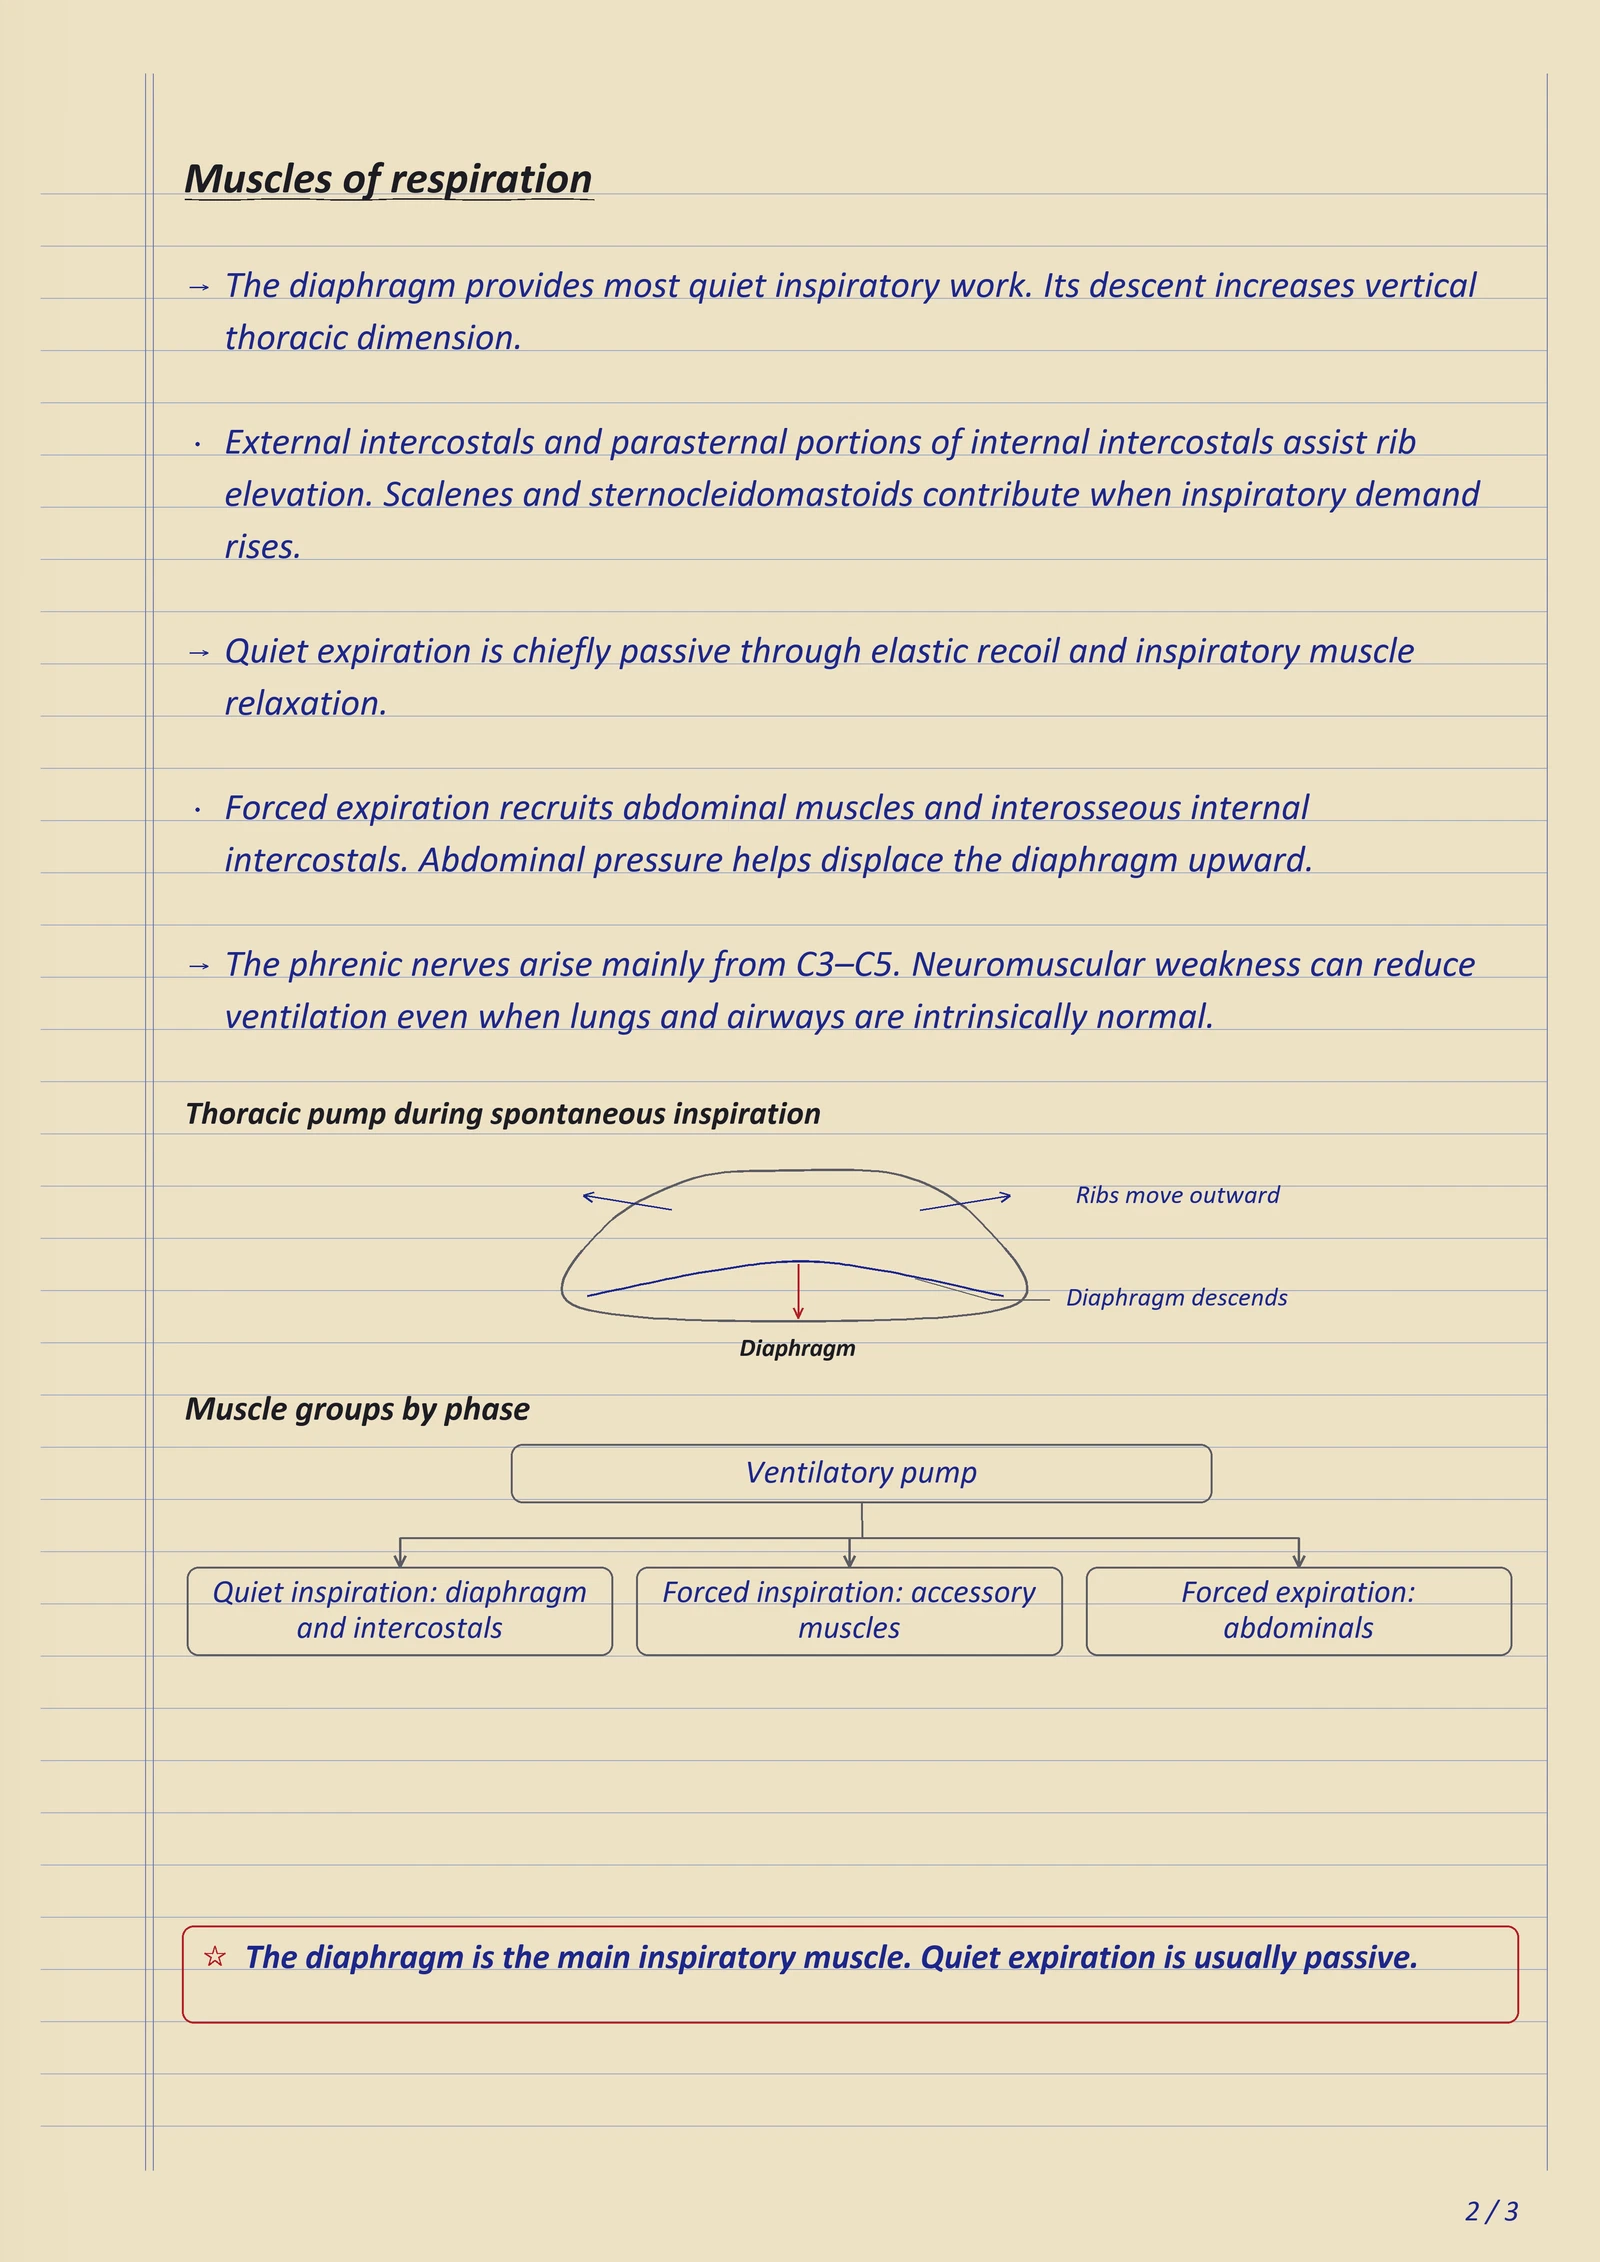 Muscles of respiration
→ The diaphragm provides most quiet inspiratory work. Its descent increases vertical
thoracic dimension.
· External intercostals and parasternal portions of internal intercostals assist rib
elevation. Scalenes and sternocleidomastoids contribute when inspiratory demand
rises.
→ Quiet expiration is chiefly passive through elastic recoil and inspiratory muscle
relaxation.
· Forced expiration recruits abdominal muscles and interosseous internal
intercostals. Abdominal pressure helps displace the diaphragm upward.
→ The phrenic nerves arise mainly from C3–C5. Neuromuscular weakness can reduce
ventilation even when lungs and airways are intrinsically normal.
Thoracic pump during spontaneous inspiration
Ribs move outward
Diaphragm descends
Diaphragm
Muscle groups by phase
Ventilatory pump
Quiet inspiration: diaphragm
and intercostals
Forced inspiration: accessory
muscles
Forced expiration:
abdominals
☆ The diaphragm is the main inspiratory muscle. Quiet expiration is usually passive.
2 / 3